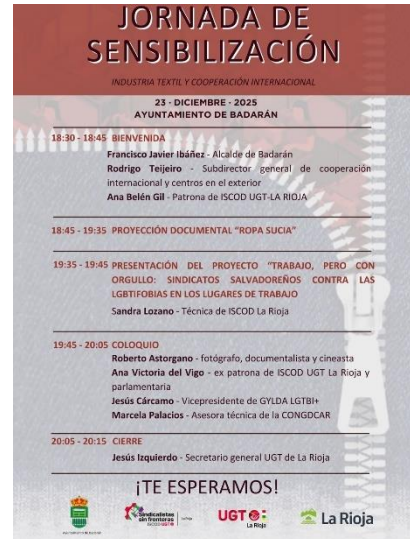 JORNADA DE
SENSIBILIZACIÓN
INDUSTRIA TEXTIL Y COOPERACIÓN INTERNACIONAL
23 - DICIEMBRE - 2025
AYUNTAMIENTO DE BADARÁN
18:30 - 18:45 BIENVENIDA
Francisco Javier Ibáñez - Alcalde de Badarán
Rodrigo Teijeiro - Subdirector general de cooperación
internacional y centros en el exterior
Ana Belén Gil - Patrona de ISCOD UGT-LA RIOJA
18:45 - 19:35 PROYECCIÓN DOCUMENTAL "ROPA SUCIA"
19:35 - 19:45 PRESENTACIÓN DEL PROYECTO "TRABAJO, PERO CON
ORGULLO: SINDICATOS SALVADOREÑOS CONTRA LAS
LGBTIFOBIAS EN LOS LUGARES DE TRABAJO
Sandra Lozano - Técnica de ISCOD La Rioja
19:45 - 20:05 COLOQUIO
Roberto Astorgano - fotógrafo, documentalista y cineasta
Ana Victoria del Vigo - ex patrona de ISCOD UGT La Rioja y
parlamentaria
Jesús Cárcamo - Vicepresidente de GYLDA LGTBI+
Marcela Palacios - Asesora técnica de la CONGDCAR
20:05 - 20:15 CIERRE
Jesús Izquierdo - Secretario general UGT de La Rioja
¡TE ESPERAMOS!
Sindicalistas
sin fronteras
UGT
La Rioja
La Rioja